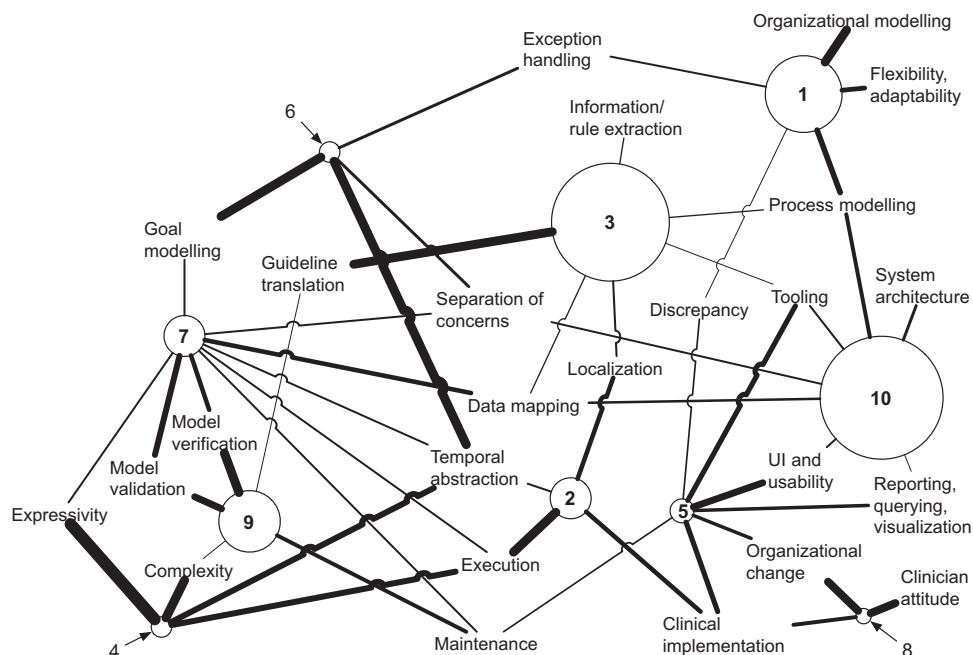 Organizational modelling
Exception
handling
1
Flexibility,
adaptability
6
Information/
rule extraction
Process modelling
3
Goal
modelling
Guideline
translation
System
architecture
Separation of
concerns
Discrepancy
Tooling
7
Localization
10
Data mapping
Model
verification
Model
validation
Temporal
abstraction
UI and
usability
Reporting,
querying,
visualization
2
5
Expressivity
9
Organizational
change
Complexity
Execution
Clinician
attitude
Maintenance
Clinical
implementation
4
8